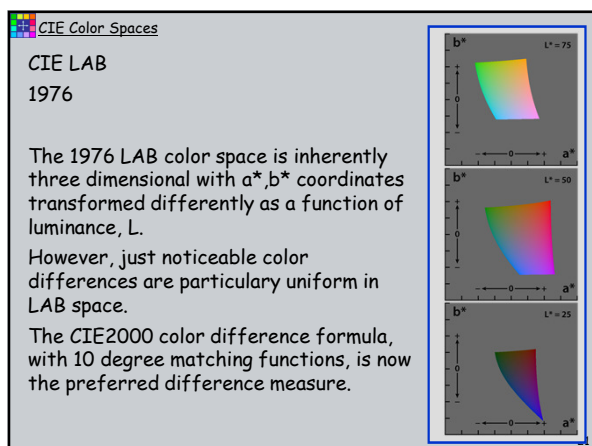 CIE Color Spaces
CIE LAB
1976
The 1976 LAB color space is inherently
three dimensional with a*,b* coordinates
transformed differently as a function of
luminance, L.
However, just noticeable color
differences are particulary uniform in
LAB space.
The CIE2000 color difference formula,
with 10 degree matching functions, is now
the preferred difference measure.
b* L* = 75
+
0
−
− 0 + a*
b* L* = 50
+
0
−
− 0 + a*
b* L* = 25
+
0
−
− 0 + a*